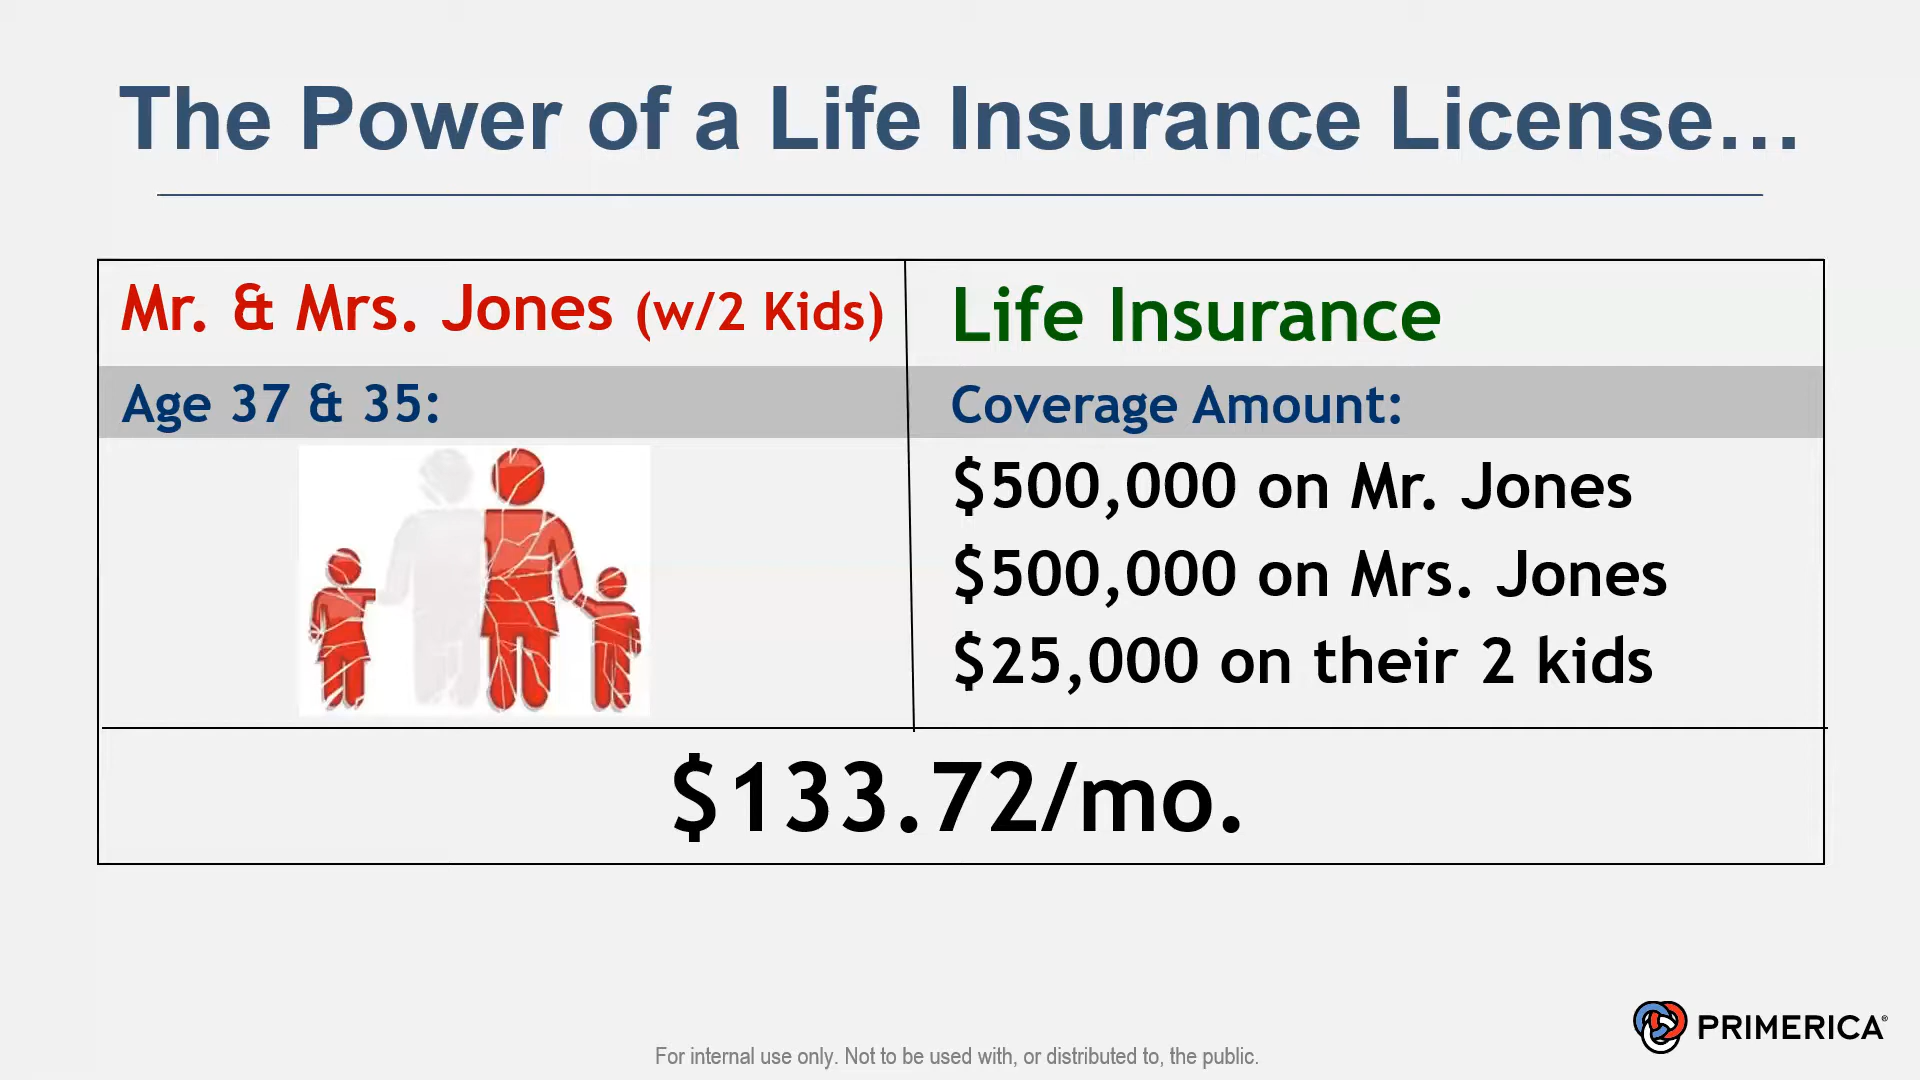 The Power of a Life Insurance License…
Mr. & Mrs. Jones (w/2 Kids)
Life Insurance
Age 37 & 35:
Coverage Amount:
$500,000 on Mr. Jones
$500,000 on Mrs. Jones
$25,000 on their 2 kids
$133.72/mo.
PRIMERICA®
For internal use only. Not to be used with, or distributed to, the public.